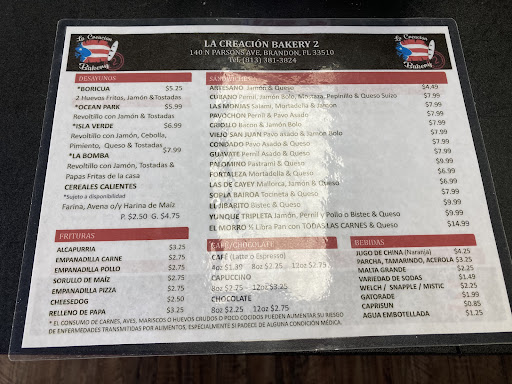 La Creacion
Bakery
LA CREACIÓN BAKERY 2
140 N PARSONS AVE, BRANDON, FL 33510
Tel: (813) 381-3824
La Creacion
Bakery
DESAYUNOS
*BORICUA $5.25
2 Huevos Fritos, Jamón &Tostadas
*OCEAN PARK $5.99
Revoltillo con Jamón & Tostadas
*ISLA VERDE $6.99
Revoltillo con Jamón, Cebolla,
Pimiento, Queso & Tostadas
*LA BOMBA $7.99
Revoltillo con Jamón, Tostadas &
Papas Fritas de la casa
CEREALES CALIENTES
*Sujeto a disponibilidad
Farina, Avena o/y Harina de Maíz
P. $2.50 G. $4.75
SANDWICHES
ARTESANO Jamón & Queso $4.49
CUBANO Pernil, Jamón Bolo, Mostaza, Pepinillo & Queso Suizo $7.99
LAS MONJAS Salami, Mortadella & Jamón $7.99
PAVOCHON Pernil & Pavo Asado $7.99
CRIOLLO Bacon & Jamón Bolo $7.99
VIEJO SAN JUAN Pavo asado & Jamón Bolo $7.99
CONDADO Pavo Asado & Queso $7.99
GUAVATE Pernil Asado & Queso $7.99
PALOMINO Pastrami & Queso $9.99
FORTALEZA Mortadella & Queso $6.99
LAS DE CAYEY Mallorca, Jamón & Queso $6.99
SOPLA BAIROA Tocineta & Queso $7.99
EL JIBARITO Bistec & Queso $9.99
YUNQUE TRIPLETA Jamón, Pernil y Pollo o Bistec & Queso $9.99
EL MORRO ½ Libra Pan con TODAS LAS CARNES & Queso $14.99
FRITURAS
ALCAPURRIA $3.25
EMPANADILLA CARNE $2.75
EMPANADILLA POLLO $2.75
SORULLO DE MAÍZ $2.75
EMPANADILLA PIZZA $2.75
CHEESEDOG $2.50
RELLENO DE PAPA $3.25
CAFÉ/CHOCOLATE
CAFÉ (Latte o Espresso)
4oz $1.39 8oz $2.25 12oz $2.75
CAPUCCINO
8oz $2.75 12oz $3.25
CHOCOLATE
8oz $2.25 12oz $2.75
BEBIDAS
JUGO DE CHINA (Naranja) $4.25
PARCHA, TAMARINDO, ACEROLA $3.25
MALTA GRANDE $2.25
VARIEDAD DE SODAS $1.49
WELCH / SNAPPLE / MISTIC $2.25
GATORADE $1.99
CAPRISUN $0.85
AGUA EMBOTELLADA $1.25
* EL CONSUMO DE CARNES, AVES, MARISCOS O HUEVOS CRUDOS O POCO COCIDOS PUEDEN AUMENTAR SU RIESGO
DE ENFERMEDADES TRANSMITIDAS POR ALIMENTOS, ESPECIALMENTE SI PADECE DE ALGUNA CONDICIÓN MÉDICA.